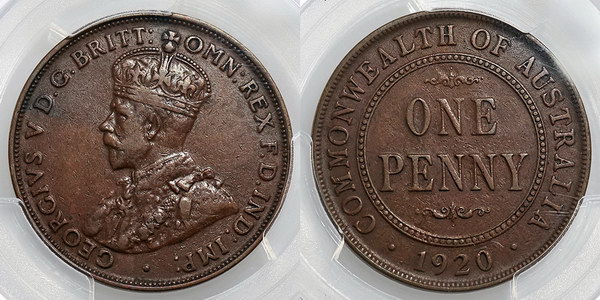 GEORGIVS V D.G. BRITT: OMN: REX F.D. IND: IMP:
COMMONWEALTH OF AUSTRALIA
ONE
PENNY
· 1920 ·